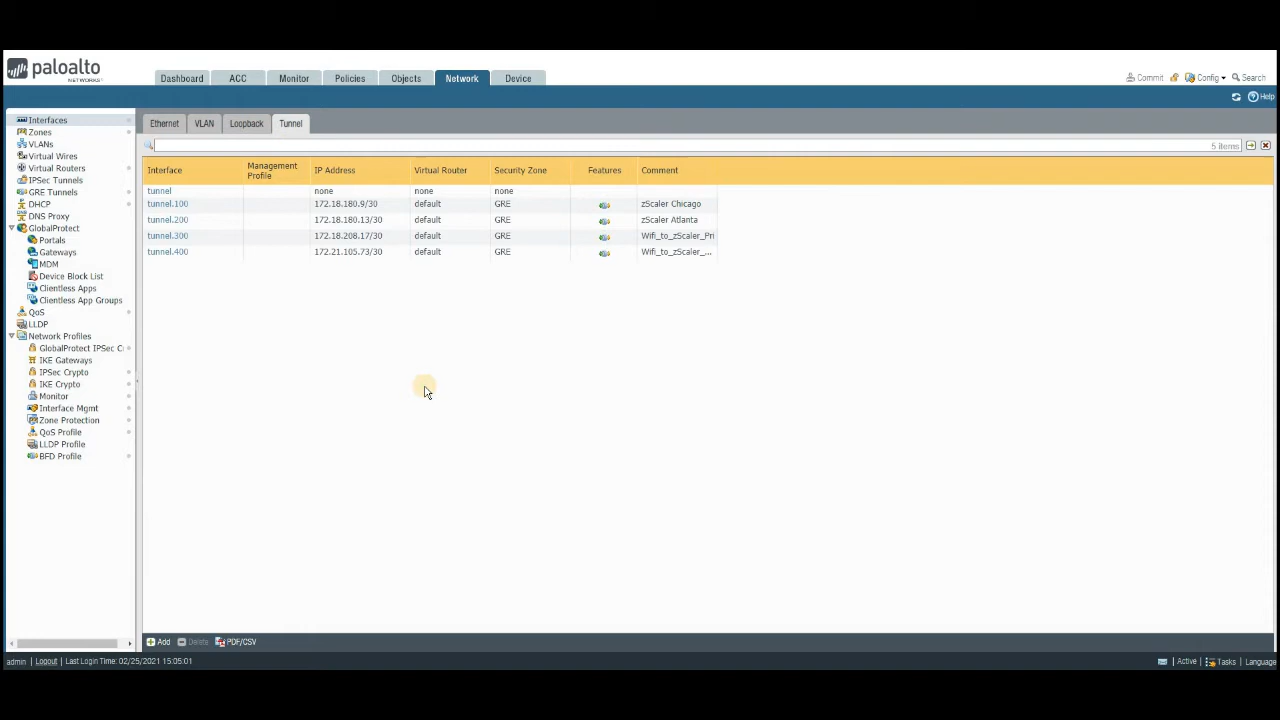 paloalto
NETWORKS
Dashboard ACC Monitor Policies Objects Network Device
Commit Config Search
Help
Interfaces
Zones
VLANs
Virtual Wires
Virtual Routers
IPSec Tunnels
GRE Tunnels
DHCP
DNS Proxy
GlobalProtect
Portals
Gateways
MDM
Device Block List
Clientless Apps
Clientless App Groups
QoS
LLDP
Network Profiles
GlobalProtect IPSec C
IKE Gateways
IPSec Crypto
IKE Crypto
Monitor
Interface Mgmt
Zone Protection
QoS Profile
LLDP Profile
BFD Profile
Ethernet VLAN Loopback Tunnel
5 items
Interface Management Profile IP Address Virtual Router Security Zone Features Comment
tunnel none none none
tunnel.100 172.18.180.9/30 default GRE zScaler Chicago
tunnel.200 172.18.180.13/30 default GRE zScaler Atlanta
tunnel.300 172.18.208.17/30 default GRE Wifi_to_zScaler_Pri
tunnel.400 172.21.105.73/30 default GRE Wifi_to_zScaler_...
Add Delete PDF/CSV
admin | Logout | Last Login Time: 02/25/2021 15:05:01
| Active | Tasks | Language